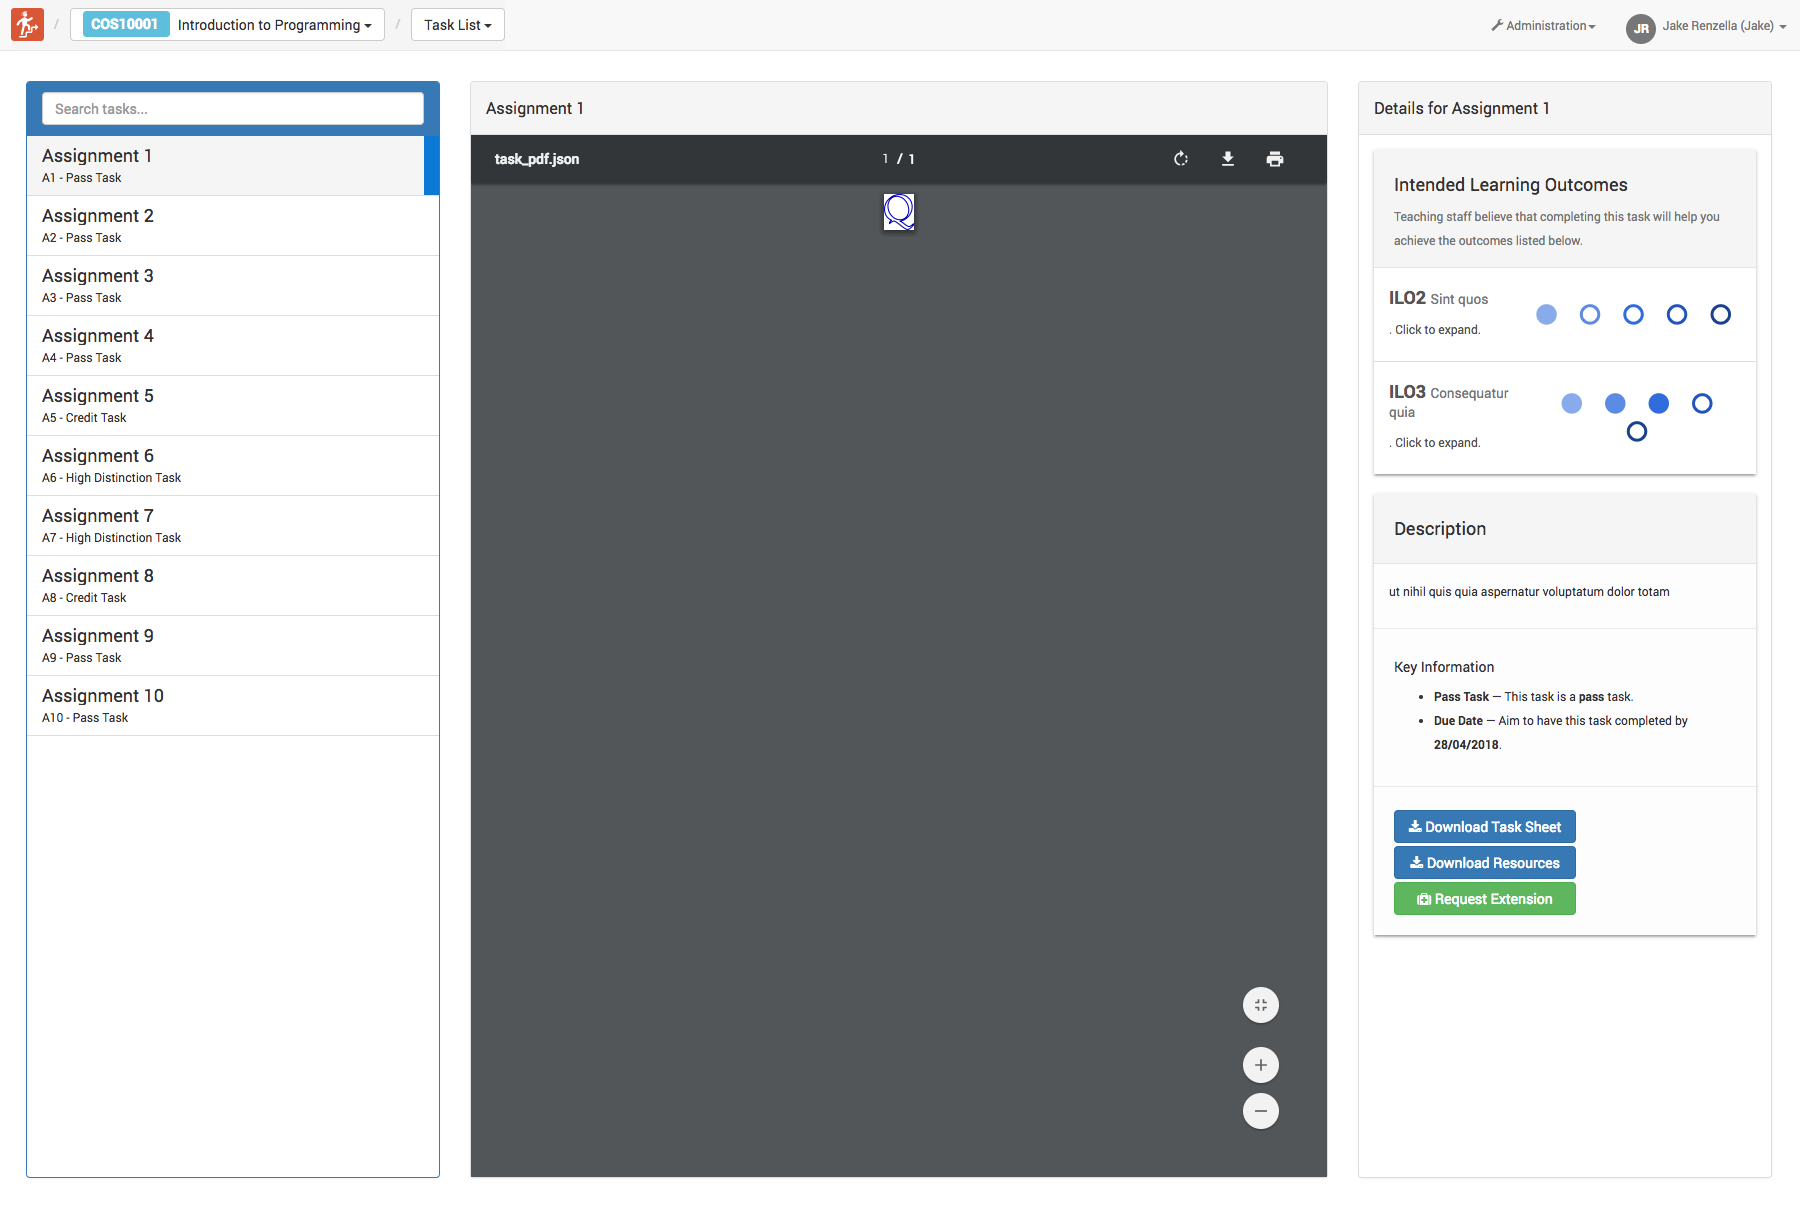 / COS10001 Introduction to Programming / Task List
Administration JR Jake Renzella (Jake)
Search tasks...
Assignment 1
A1 - Pass Task
Assignment 2
A2 - Pass Task
Assignment 3
A3 - Pass Task
Assignment 4
A4 - Pass Task
Assignment 5
A5 - Credit Task
Assignment 6
A6 - High Distinction Task
Assignment 7
A7 - High Distinction Task
Assignment 8
A8 - Credit Task
Assignment 9
A9 - Pass Task
Assignment 10
A10 - Pass Task
Assignment 1
task_pdf.json 1 / 1
Q
Details for Assignment 1
Intended Learning Outcomes
Teaching staff believe that completing this task will help you
achieve the outcomes listed below.
ILO2 Sint quos
. Click to expand.
ILO3 Consequatur
quia
. Click to expand.
Description
ut nihil quis quia aspernatur voluptatum dolor totam
Key Information
• Pass Task — This task is a pass task.
• Due Date — Aim to have this task completed by
28/04/2018.
Download Task Sheet
Download Resources
Request Extension